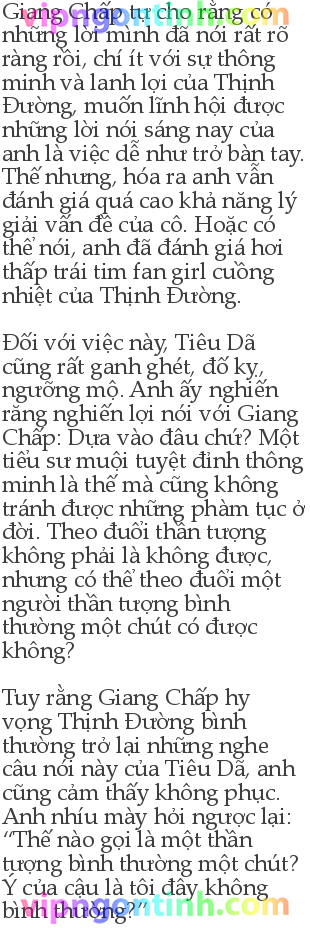 Giang Chấp tự cho rằng có
những lời mình đã nói rất rõ
ràng rồi, chí ít với sự thông
minh và lanh lợi của Thịnh
Đường, muốn lĩnh hội được
những lời nói sáng nay của
anh là việc dễ như trở bàn tay.
Thế nhưng, hóa ra anh vẫn
đánh giá quá cao khả năng lý
giải vấn đề của cô. Hoặc có
thể nói, anh đã đánh giá hơi
thấp trái tim fan girl cuồng
nhiệt của Thịnh Đường.
Đối với việc này, Tiêu Dã
cũng rất ganh ghét, đố kỵ,
ngưỡng mộ. Anh ấy nghiến
răng nghiến lợi nói với Giang
Chấp: Dựa vào đâu chứ? Một
tiểu sư muội tuyệt đỉnh thông
minh là thế mà cũng không
tránh được những phàm tục ở
đời. Theo đuổi thần tượng
không phải là không được,
nhưng có thể theo đuổi một
người thần tượng bình
thường một chút có được
không?
Tuy rằng Giang Chấp hy
vọng Thịnh Đường bình
thường trở lại những nghe
câu nói này của Tiêu Dã, anh
cũng cảm thấy không phục.
Anh nhíu mày hỏi ngược lại:
“Thế nào gọi là một thần
tượng bình thường một chút?
Ý của cậu là tôi đây không
bình thường?”
vipngontinh.com
vipngontinh.com